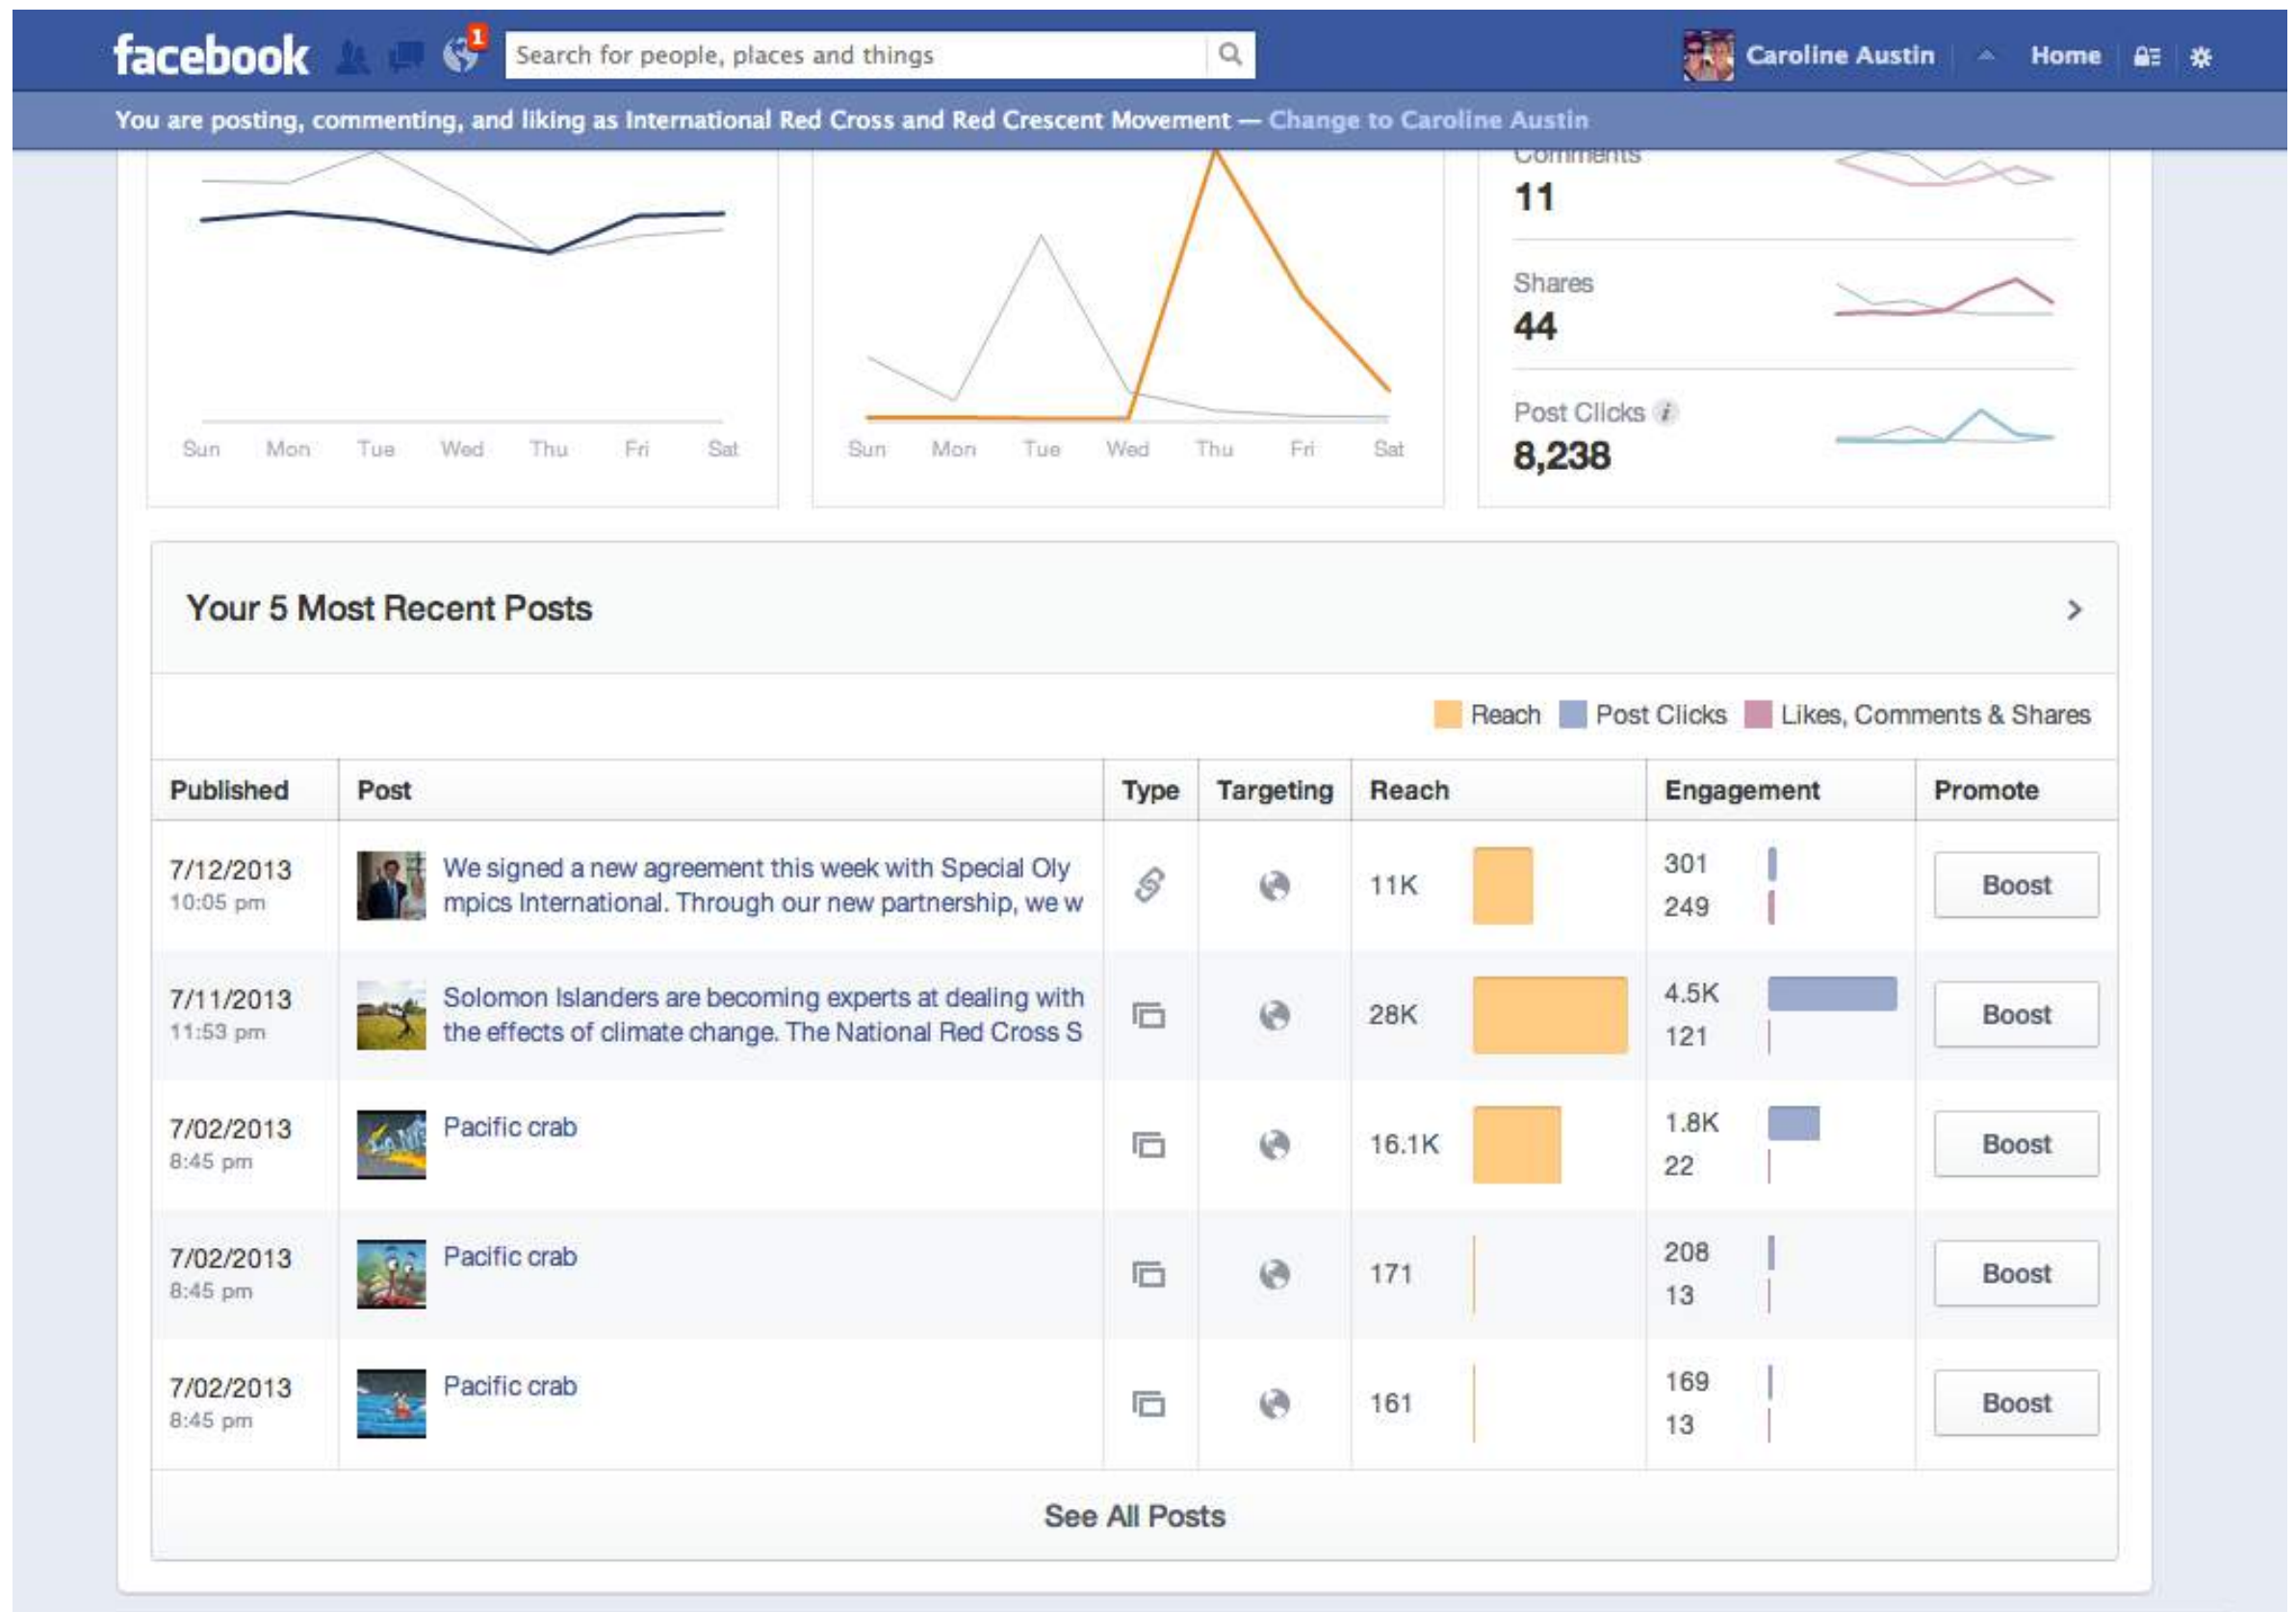 facebook
1
Search for people, places and things
Caroline Austin
Home
You are posting, commenting, and liking as International Red Cross and Red Crescent Movement — Change to Caroline Austin
Sun Mon Tue Wed Thu Fri Sat
Sun Mon Tue Wed Thu Fri Sat
Comments
11
Shares
44
Post Clicks i
8,238
Your 5 Most Recent Posts
Reach Post Clicks Likes, Comments & Shares
Published Post Type Targeting Reach Engagement Promote
7/12/2013
10:05 pm
We signed a new agreement this week with Special Oly
mpics International. Through our new partnership, we w
11K
301
249
Boost
7/11/2013
11:53 pm
Solomon Islanders are becoming experts at dealing with
the effects of climate change. The National Red Cross S
28K
4.5K
121
Boost
7/02/2013
8:45 pm
Pacific crab
16.1K
1.8K
22
Boost
7/02/2013
8:45 pm
Pacific crab
171
208
13
Boost
7/02/2013
8:45 pm
Pacific crab
161
169
13
Boost
See All Posts